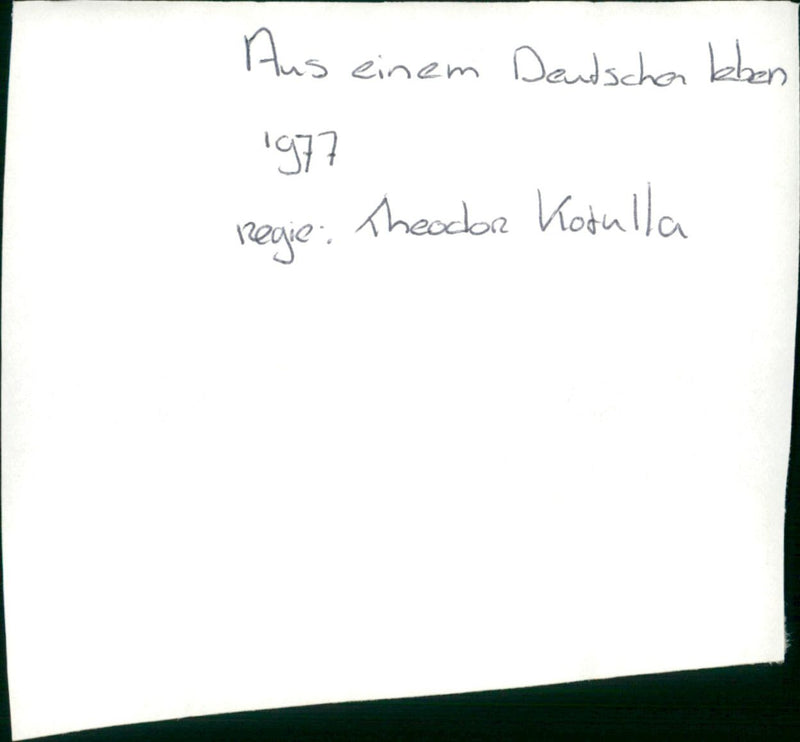 Aus einem Deutschen leben
1977
regie: Theodor Kotulla